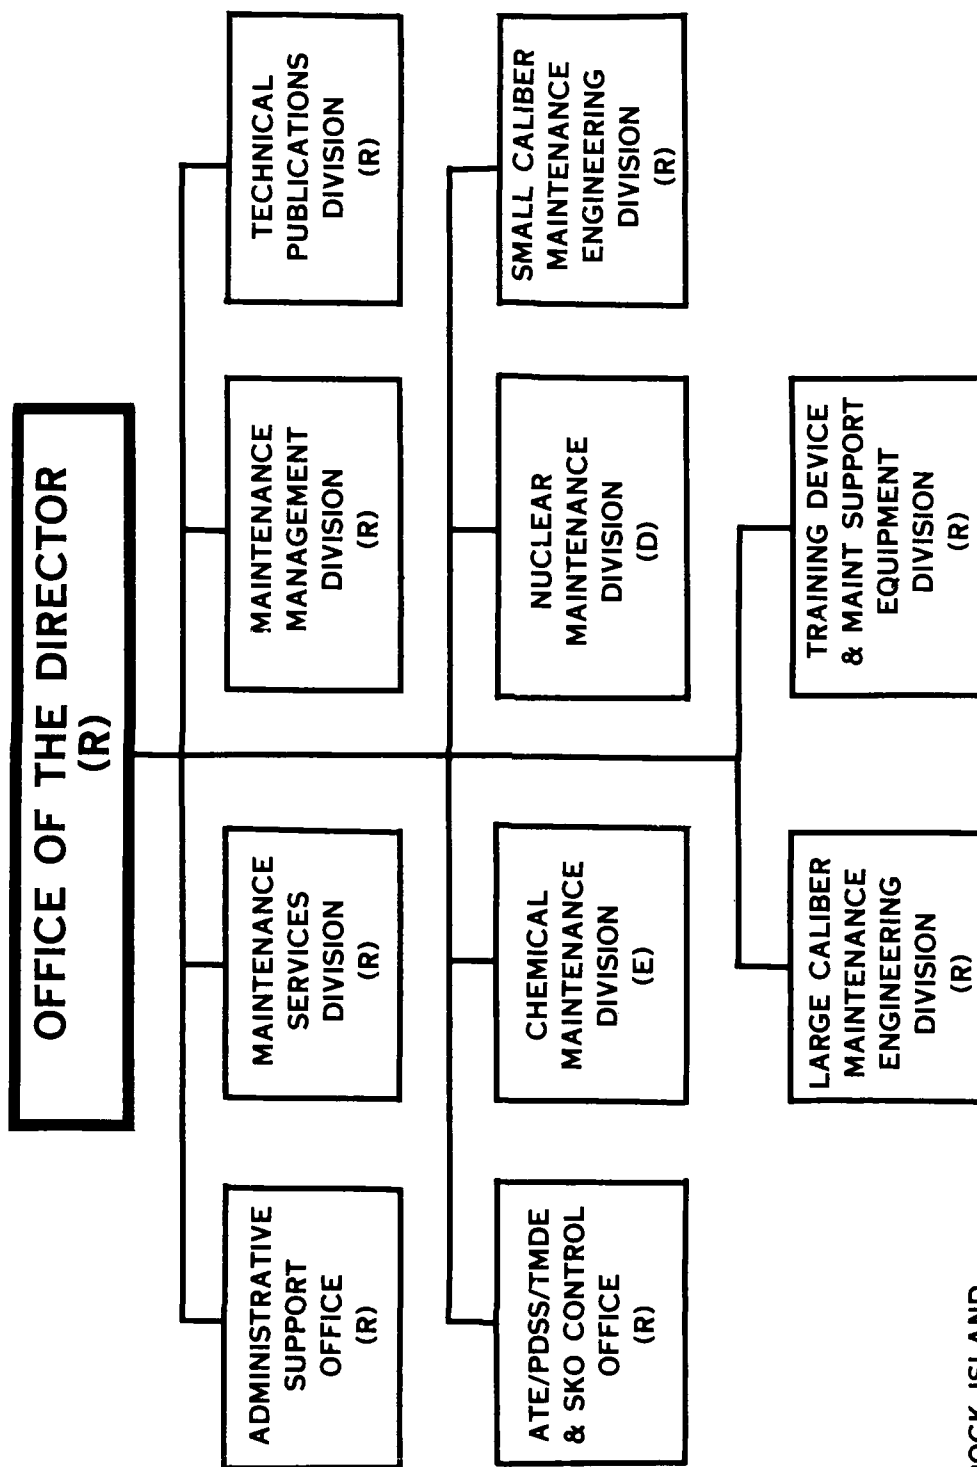 OFFICE OF THE DIRECTOR
(R)
ADMINISTRATIVE
SUPPORT
OFFICE
(R)
MAINTENANCE
SERVICES
DIVISION
(R)
MAINTENANCE
MANAGEMENT
DIVISION
(R)
TECHNICAL
PUBLICATIONS
DIVISION
(R)
ATE/PDSS/TMDE
& SKO CONTROL
OFFICE
(R)
CHEMICAL
MAINTENANCE
DIVISION
(E)
NUCLEAR
MAINTENANCE
DIVISION
(D)
SMALL CALIBER
MAINTENANCE
ENGINEERING
DIVISION
(R)
LARGE CALIBER
MAINTENANCE
ENGINEERING
DIVISION
(R)
TRAINING DEVICE
& MAINT SUPPORT
EQUIPMENT
DIVISION
(R)
ISLAND